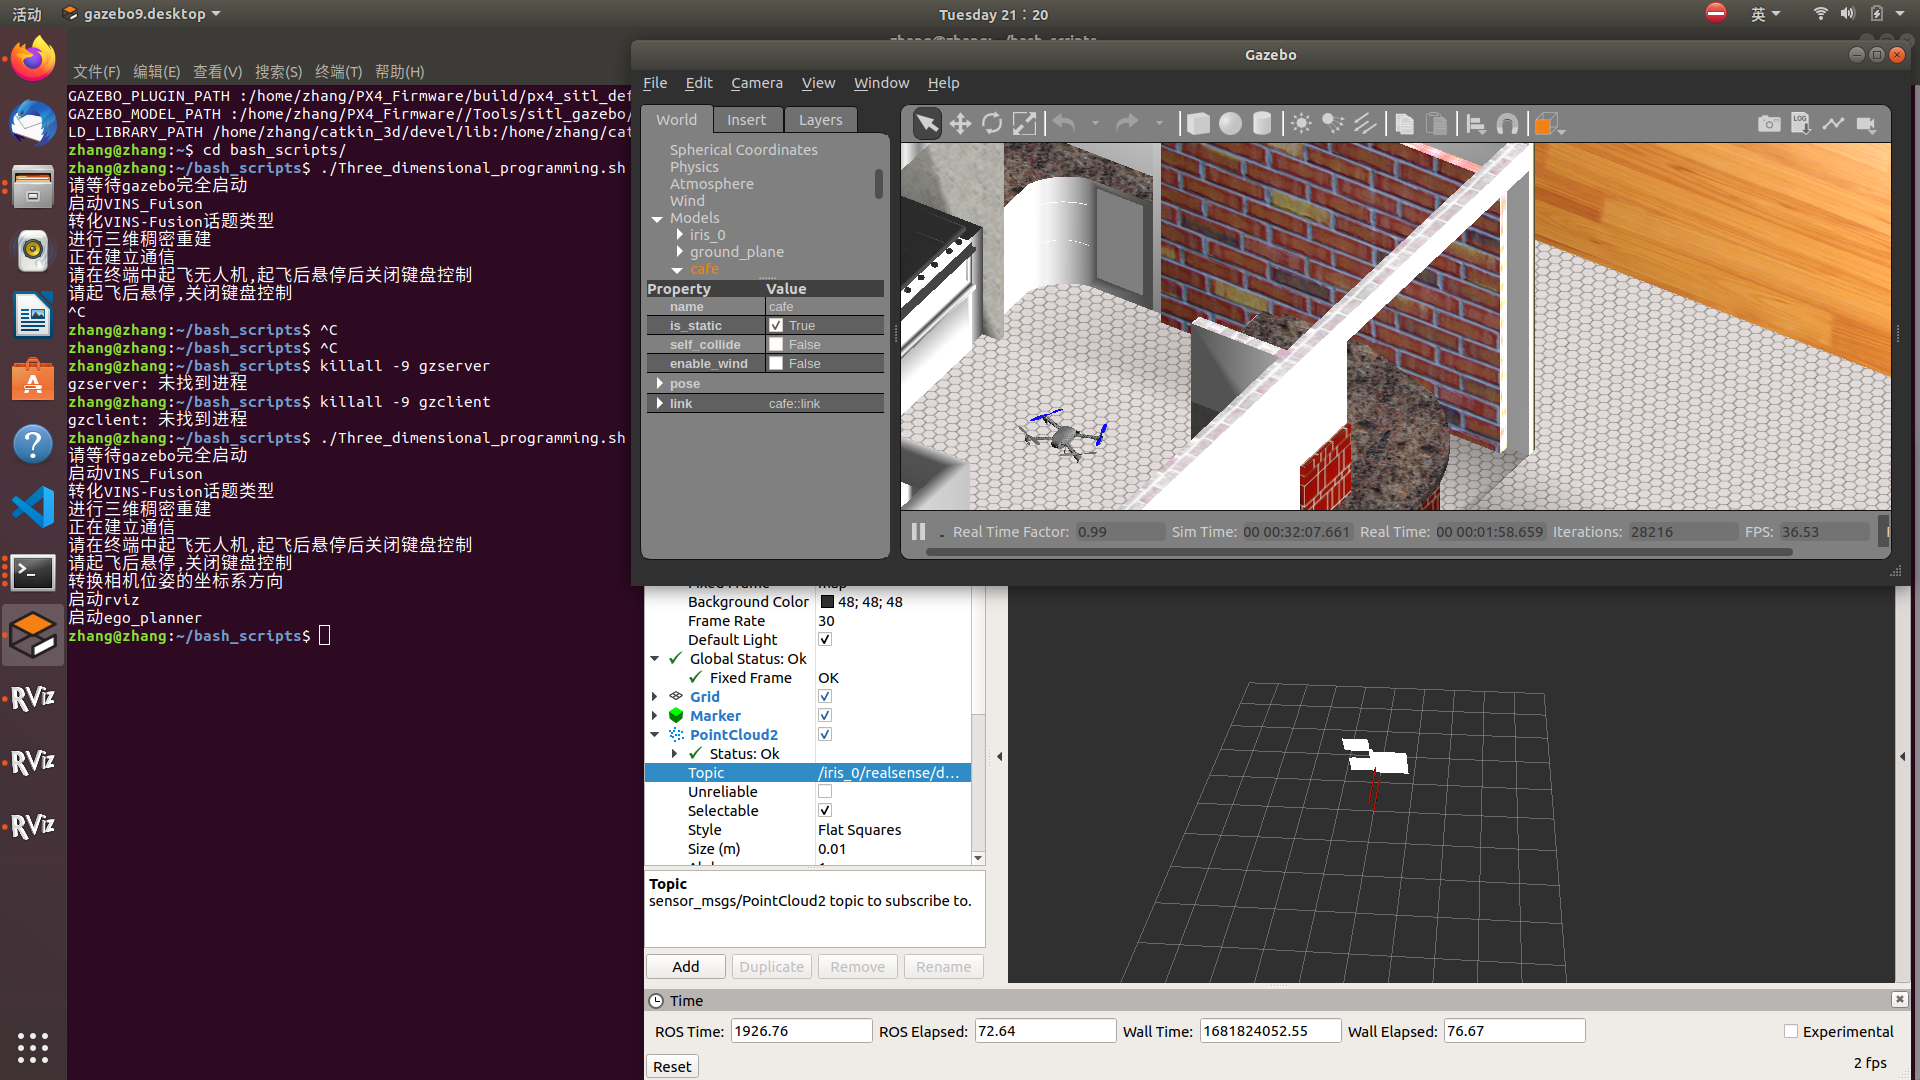 活动
gazebo9.desktop
Tuesday 21：20
英
文件(F) 编辑(E) 查看(V) 搜索(S) 终端(T) 帮助(H)
GAZEBO_PLUGIN_PATH :/home/zhang/PX4_Firmware/build/px4_sitl_def
GAZEBO_MODEL_PATH :/home/zhang/PX4_Firmware//Tools/sitl_gazebo/
LD_LIBRARY_PATH /home/zhang/catkin_3d/devel/lib:/home/zhang/cat
zhang@zhang:~$ cd bash_scripts/
zhang@zhang:~/bash_scripts$ ./Three_dimensional_programming.sh
请等待gazebo完全启动
启动VINS_Fuison
转化VINS-Fusion话题类型
进行三维稠密重建
正在建立通信
请在终端中起飞无人机,起飞后悬停后关闭键盘控制
请起飞后悬停,关闭键盘控制
^C
zhang@zhang:~/bash_scripts$ ^C
zhang@zhang:~/bash_scripts$ ^C
zhang@zhang:~/bash_scripts$ killall -9 gzserver
gzserver: 未找到进程
zhang@zhang:~/bash_scripts$ killall -9 gzclient
gzclient: 未找到进程
zhang@zhang:~/bash_scripts$ ./Three_dimensional_programming.sh
请等待gazebo完全启动
启动VINS_Fuison
转化VINS-Fusion话题类型
进行三维稠密重建
正在建立通信
请在终端中起飞无人机,起飞后悬停后关闭键盘控制
请起飞后悬停,关闭键盘控制
转换相机位姿的坐标系方向
启动rviz
启动ego_planner
zhang@zhang:~/bash_scripts$
RViz
RViz
RViz
Gazebo
File Edit Camera View Window Help
World Insert Layers
Spherical Coordinates
Physics
Atmosphere
Wind
Models
iris_0
ground_plane
cafe
Property Value
name cafe
is_static True
self_collide False
enable_wind False
pose
link cafe::link
LOG
Real Time Factor: 0.99 Sim Time: 00 00:32:07.661 Real Time: 00 00:01:58.659 Iterations: 28216 FPS: 36.53
Fixed Frame map
Background Color 48; 48; 48
Frame Rate 30
Default Light
Global Status: Ok
Fixed Frame OK
Grid
Marker
PointCloud2
Status: Ok
Topic /iris_0/realsense/d...
Unreliable
Selectable
Style Flat Squares
Size (m) 0.01
Topic
sensor_msgs/PointCloud2 topic to subscribe to.
Add Duplicate Remove Rename
Time
ROS Time: 1926.76 ROS Elapsed: 72.64 Wall Time: 1681824052.55 Wall Elapsed: 76.67 Experimental
Reset
2 fps